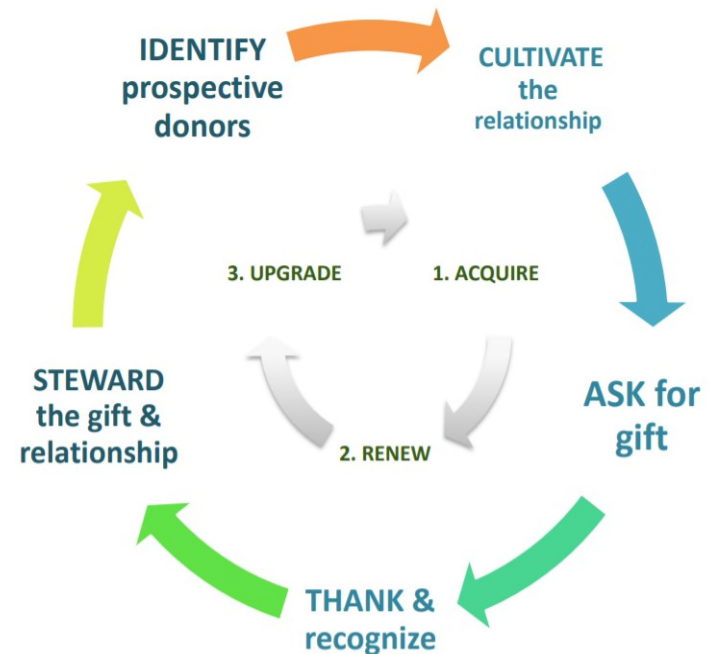 IDENTIFY
prospective
donors
CULTIVATE
the
relationship
ASK for
gift
THANK &
recognize
STEWARD
the gift &
relationship
1. ACQUIRE
2. RENEW
3. UPGRADE